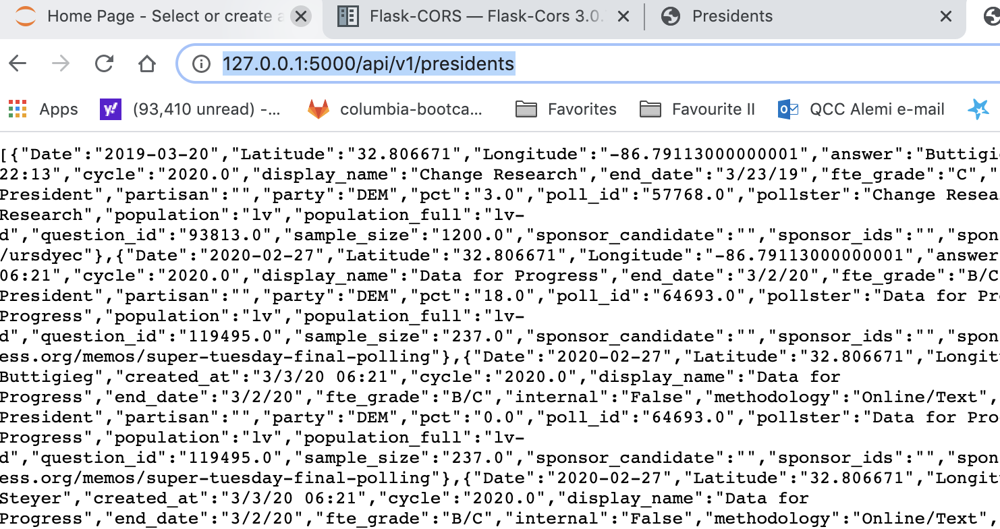 Home Page - Select or create a
Flask-CORS — Flask-Cors 3.0.
Presidents
127.0.0.1:5000/api/v1/presidents
Apps
(93,410 unread) -...
columbia-bootca...
Favorites
Favourite II
QCC Alemi e-mail
[{"Date":"2019-03-20","Latitude":"32.806671","Longitude":"-86.79113000000001","answer":"Buttigie
22:13","cycle":"2020.0","display_name":"Change Research","end_date":"3/23/19","fte_grade":"C","
President","partisan":"","party":"DEM","pct":"3.0","poll_id":"57768.0","pollster":"Change Resea
Research","population":"lv","population_full":"lv-
d","question_id":"93813.0","sample_size":"1200.0","sponsor_candidate":"","sponsor_ids":"","spon
/ursdyec"},{"Date":"2020-02-27","Latitude":"32.806671","Longitude":"-86.79113000000001","answer
06:21","cycle":"2020.0","display_name":"Data for Progress","end_date":"3/2/20","fte_grade":"B/C
President","partisan":"","party":"DEM","pct":"18.0","poll_id":"64693.0","pollster":"Data for Pro
Progress","population":"lv","population_full":"lv-
d","question_id":"119495.0","sample_size":"237.0","sponsor_candidate":"","sponsor_ids":"","spon
ess.org/memos/super-tuesday-final-polling"},{"Date":"2020-02-27","Latitude":"32.806671","Longit
Buttigieg","created_at":"3/3/20 06:21","cycle":"2020.0","display_name":"Data for
Progress","end_date":"3/2/20","fte_grade":"B/C","internal":"False","methodology":"Online/Text",
President","partisan":"","party":"DEM","pct":"0.0","poll_id":"64693.0","pollster":"Data for Pro
Progress","population":"lv","population_full":"lv-
d","question_id":"119495.0","sample_size":"237.0","sponsor_candidate":"","sponsor_ids":"","spon
ess.org/memos/super-tuesday-final-polling"},{"Date":"2020-02-27","Latitude":"32.806671","Longit
Steyer","created_at":"3/3/20 06:21","cycle":"2020.0","display_name":"Data for
Progress","end_date":"3/2/20","fte_grade":"B/C","internal":"False","methodology":"Online/Text",